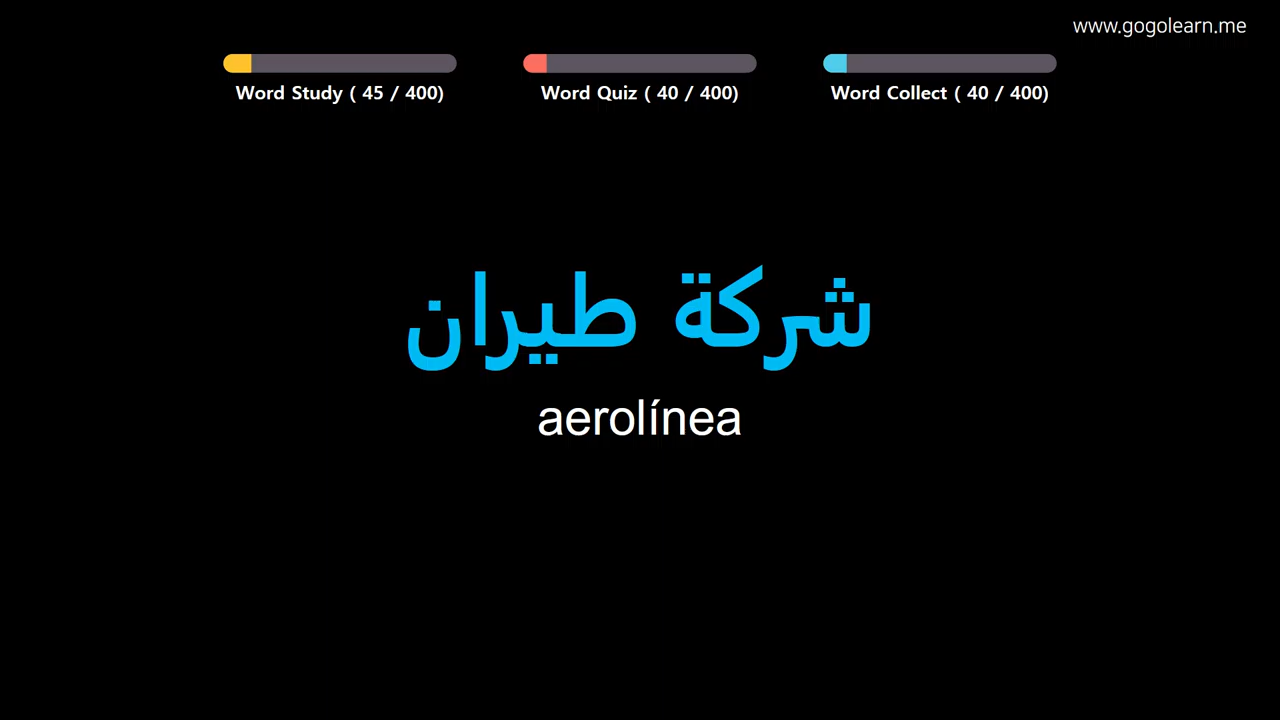 www.gogolearn.me
Word Study ( 45 / 400)
Word Quiz ( 40 / 400)
Word Collect ( 40 / 400)
شركة طيران
aerolínea